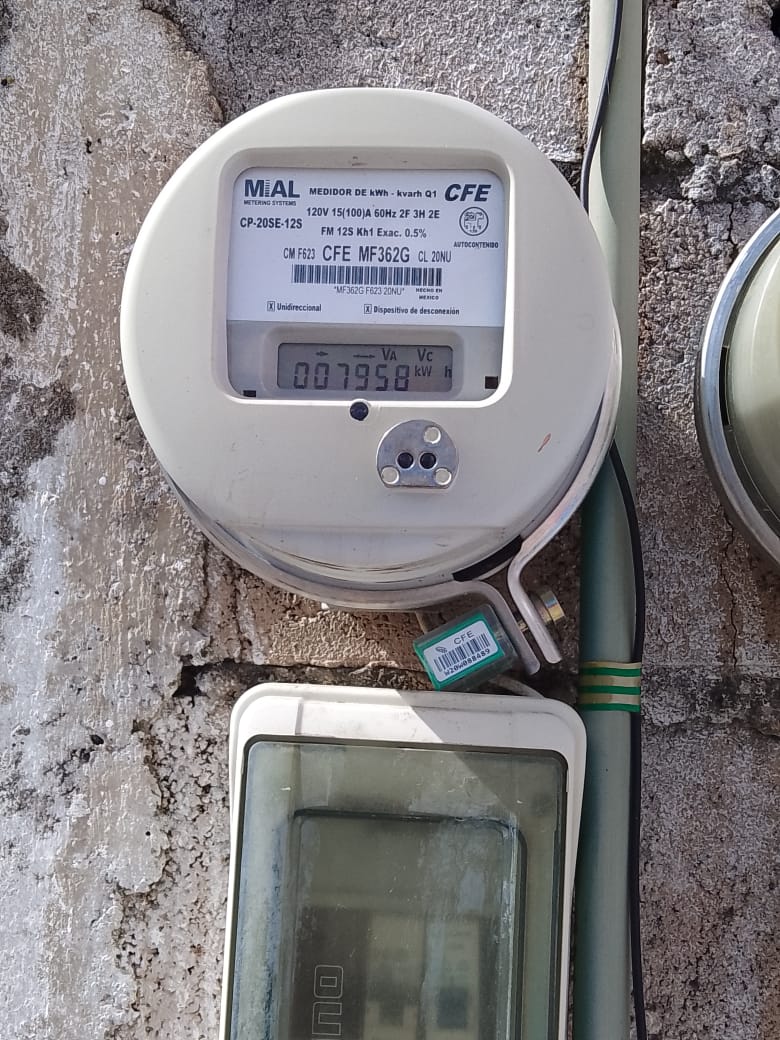 MIAL
METERING SYSTEMS
MEDIDOR DE kWh - kvarh Q1
CFE
120V 15(100)A 60Hz 2F 3H 2E
CP-20SE-12S
FM 12S Kh1 Exac. 0.5%
AUTOCONTENIDO
CM F623 CFE MF362G CL 20NU
"MF362G F623 20NU"
HECHO EN
MEXICO
X Unidireccional
X Dispositivo de desconexión
VA VC
007958 kW h
CFE
W20W088489